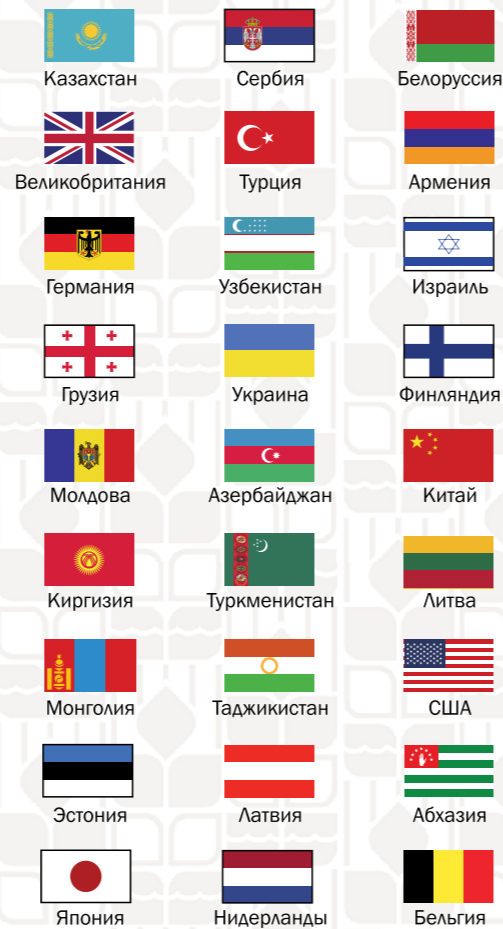 Казахстан
Сербия
Белоруссия
Великобритания
Турция
Армения
Германия
Узбекистан
Израиль
Грузия
Украина
Финляндия
Молдова
Азербайджан
Китай
Киргизия
Туркменистан
Литва
Монголия
Таджикистан
США
Эстония
Латвия
Абхазия
Япония
Нидерланды
Бельгия